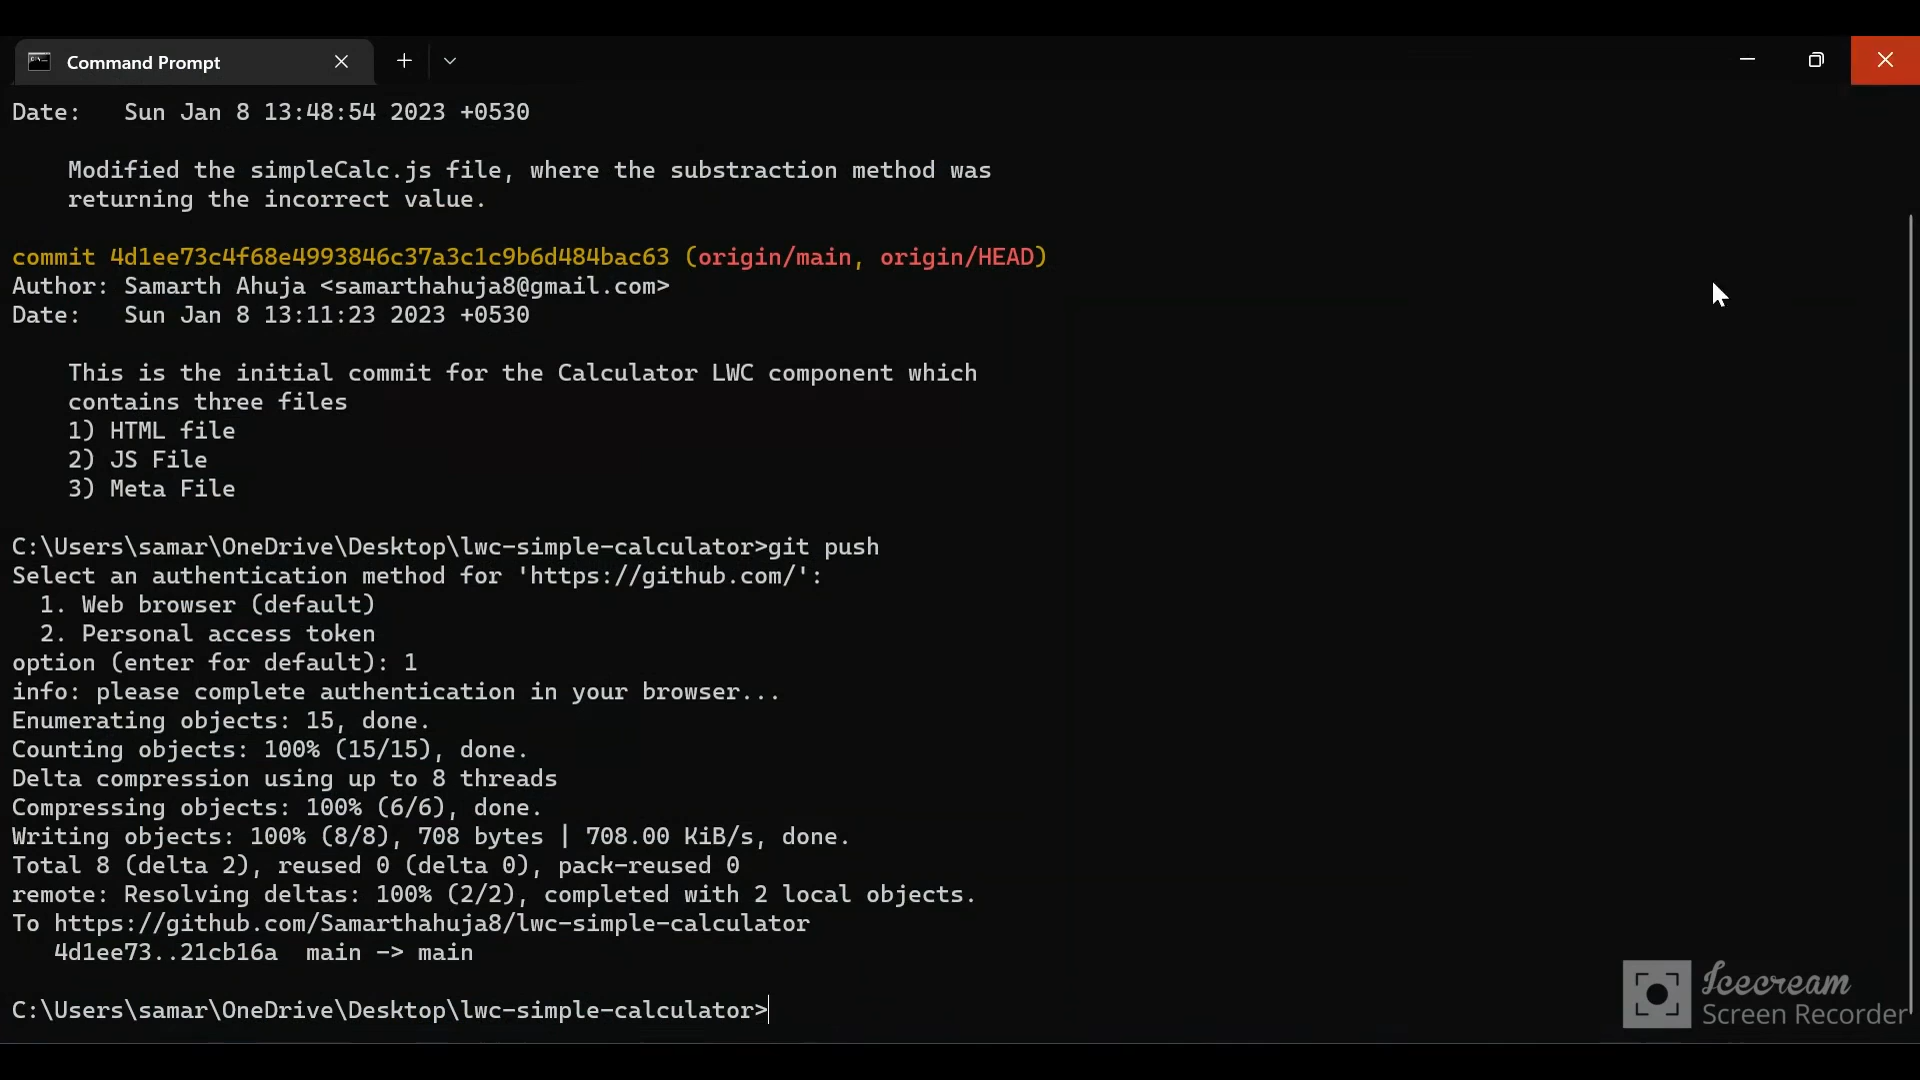 Command Prompt
Date:   Sun Jan 8 13:48:54 2023 +0530
Modified the simpleCalc.js file, where the substraction method was
returning the incorrect value.
commit 4d1ee73c4f68e4993846c37a3c1c9b6d484bac63 (origin/main, origin/HEAD)
Author: Samarth Ahuja <samarthahuja8@gmail.com>
Date:   Sun Jan 8 13:11:23 2023 +0530
This is the initial commit for the Calculator LWC component which
contains three files
1) HTML file
2) JS File
3) Meta File
C:\Users\samar\OneDrive\Desktop\lwc-simple-calculator>git push
Select an authentication method for 'https://github.com/':
1. Web browser (default)
2. Personal access token
option (enter for default): 1
info: please complete authentication in your browser...
Enumerating objects: 15, done.
Counting objects: 100% (15/15), done.
Delta compression using up to 8 threads
Compressing objects: 100% (6/6), done.
Writing objects: 100% (8/8), 708 bytes | 708.00 KiB/s, done.
Total 8 (delta 2), reused 0 (delta 0), pack-reused 0
remote: Resolving deltas: 100% (2/2), completed with 2 local objects.
To https://github.com/Samarthahuja8/lwc-simple-calculator
4d1ee73..21cb16a  main -> main
C:\Users\samar\OneDrive\Desktop\lwc-simple-calculator>
Icecream
Screen Recorder